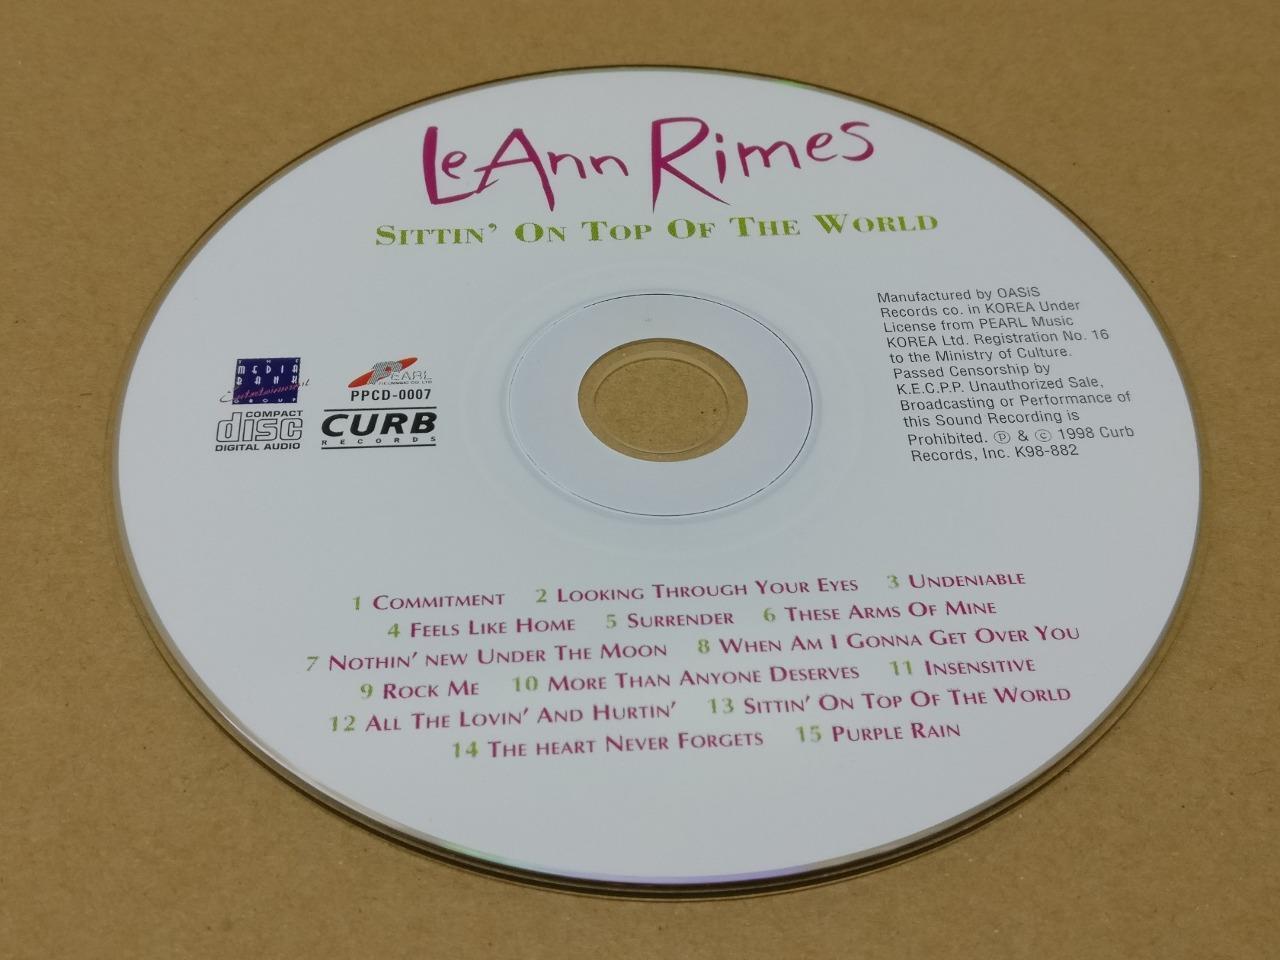 LeAnn Rimes
SITTIN' ON TOP OF THE WORLD
Manufactured by OASiS
Records co. in KOREA Under
License from PEARL Music
KOREA Ltd. Registration No. 16
to the Ministry of Culture.
Passed Censorship by
K.E.C.P.P. Unauthorized Sale,
Broadcasting or Performance of
this Sound Recording is
Prohibited. ℗ & © 1998 Curb
Records, Inc. K98-882
THE
MEDIA
BANK
Entertainment
GROUP
PEARL
PPCD-0007
COMPACT
disc
DIGITAL AUDIO
CURB
RECORDS
1 COMMITMENT 2 LOOKING THROUGH YOUR EYES 3 UNDENIABLE
4 FEELS LIKE HOME 5 SURRENDER 6 THESE ARMS OF MINE
7 NOTHIN' NEW UNDER THE MOON 8 WHEN AM I GONNA GET OVER YOU
9 ROCK ME 10 MORE THAN ANYONE DESERVES 11 INSENSITIVE
12 ALL THE LOVIN' AND HURTIN' 13 SITTIN' ON TOP OF THE WORLD
14 THE HEART NEVER FORGETS 15 PURPLE RAIN